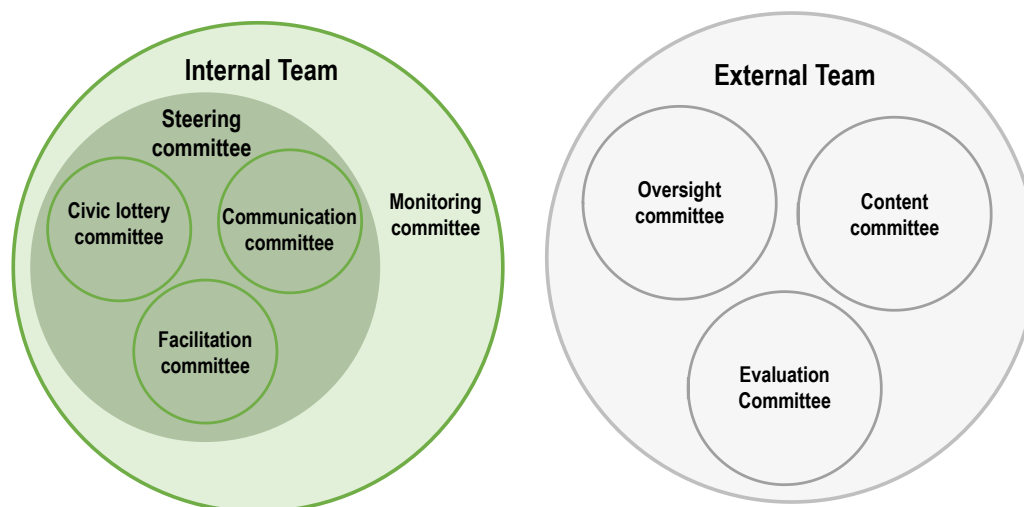 Internal Team
Steering
committee
Civic lottery
committee
Communication
committee
Monitoring
committee
Facilitation
committee
External Team
Oversight
committee
Content
committee
Evaluation
Committee